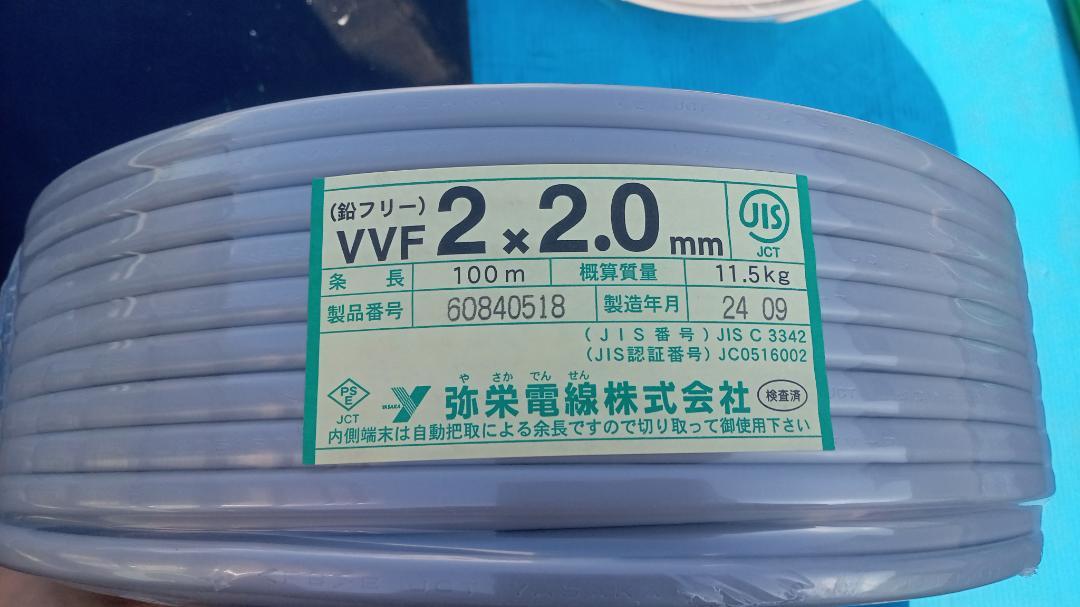 (鉛フリー)
VVF 2×2.0mm
JIS
JCT
条長 100m 概算質量 11.5kg
製品番号 60840518 製造年月 24 09
(JIS番号) JIS C 3342
(JIS認証番号) JC0516002
PS
E
JCT
YASAKA
や さか でん せん
弥栄電線株式会社
検査済
内側端末は自動把取による余長ですので切り取って御使用下さい